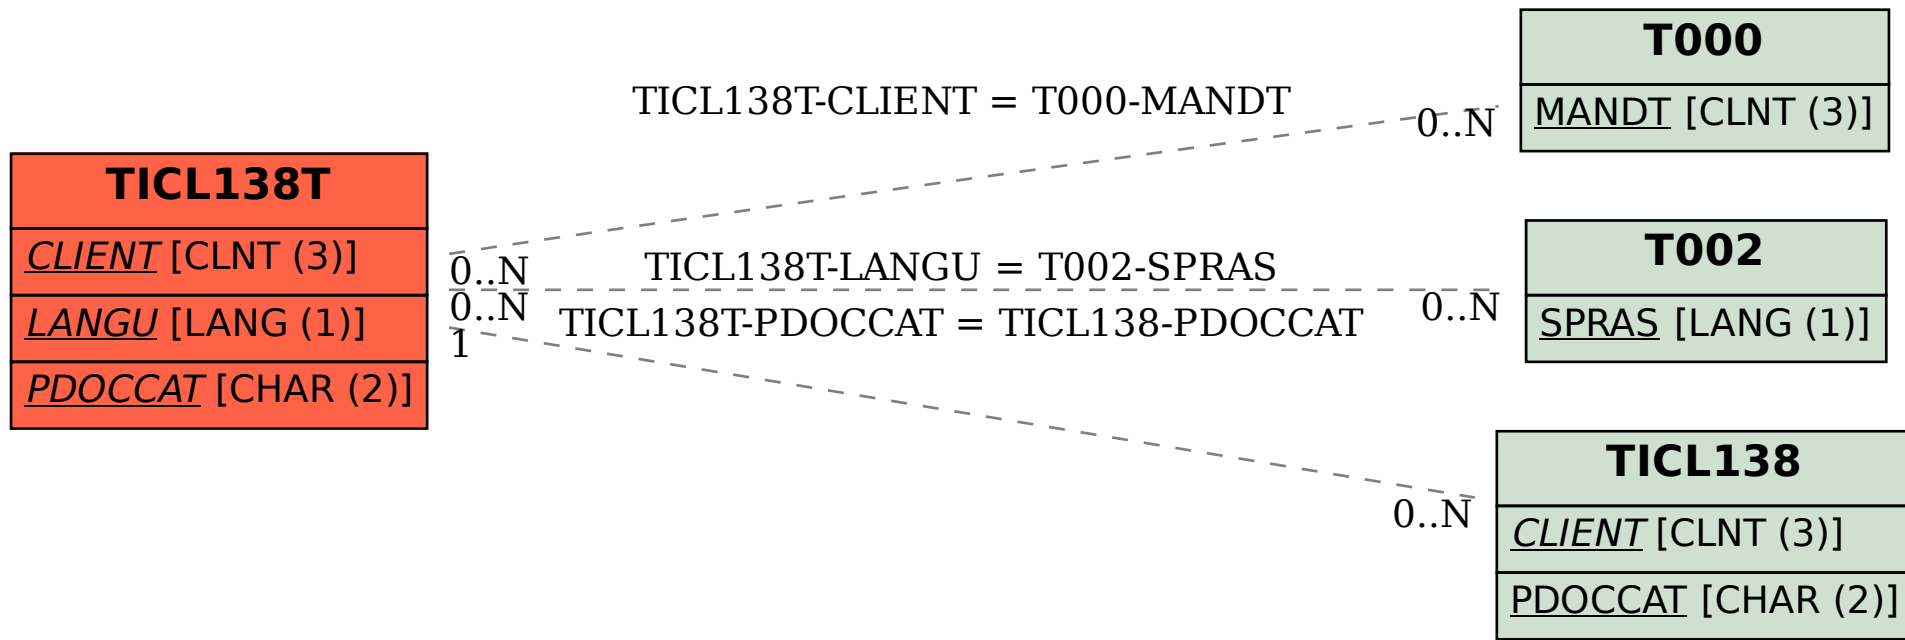 TICL138T
CLIENT [CLNT (3)]
LANGU [LANG (1)]
PDOCCAT [CHAR (2)]
TICL138T-CLIENT = T000-MANDT
0..N
0..N
TICL138T-LANGU = T002-SPRAS
0..N
0..N
TICL138T-PDOCCAT = TICL138-PDOCCAT
1
0..N
T000
MANDT [CLNT (3)]
T002
SPRAS [LANG (1)]
TICL138
CLIENT [CLNT (3)]
PDOCCAT [CHAR (2)]